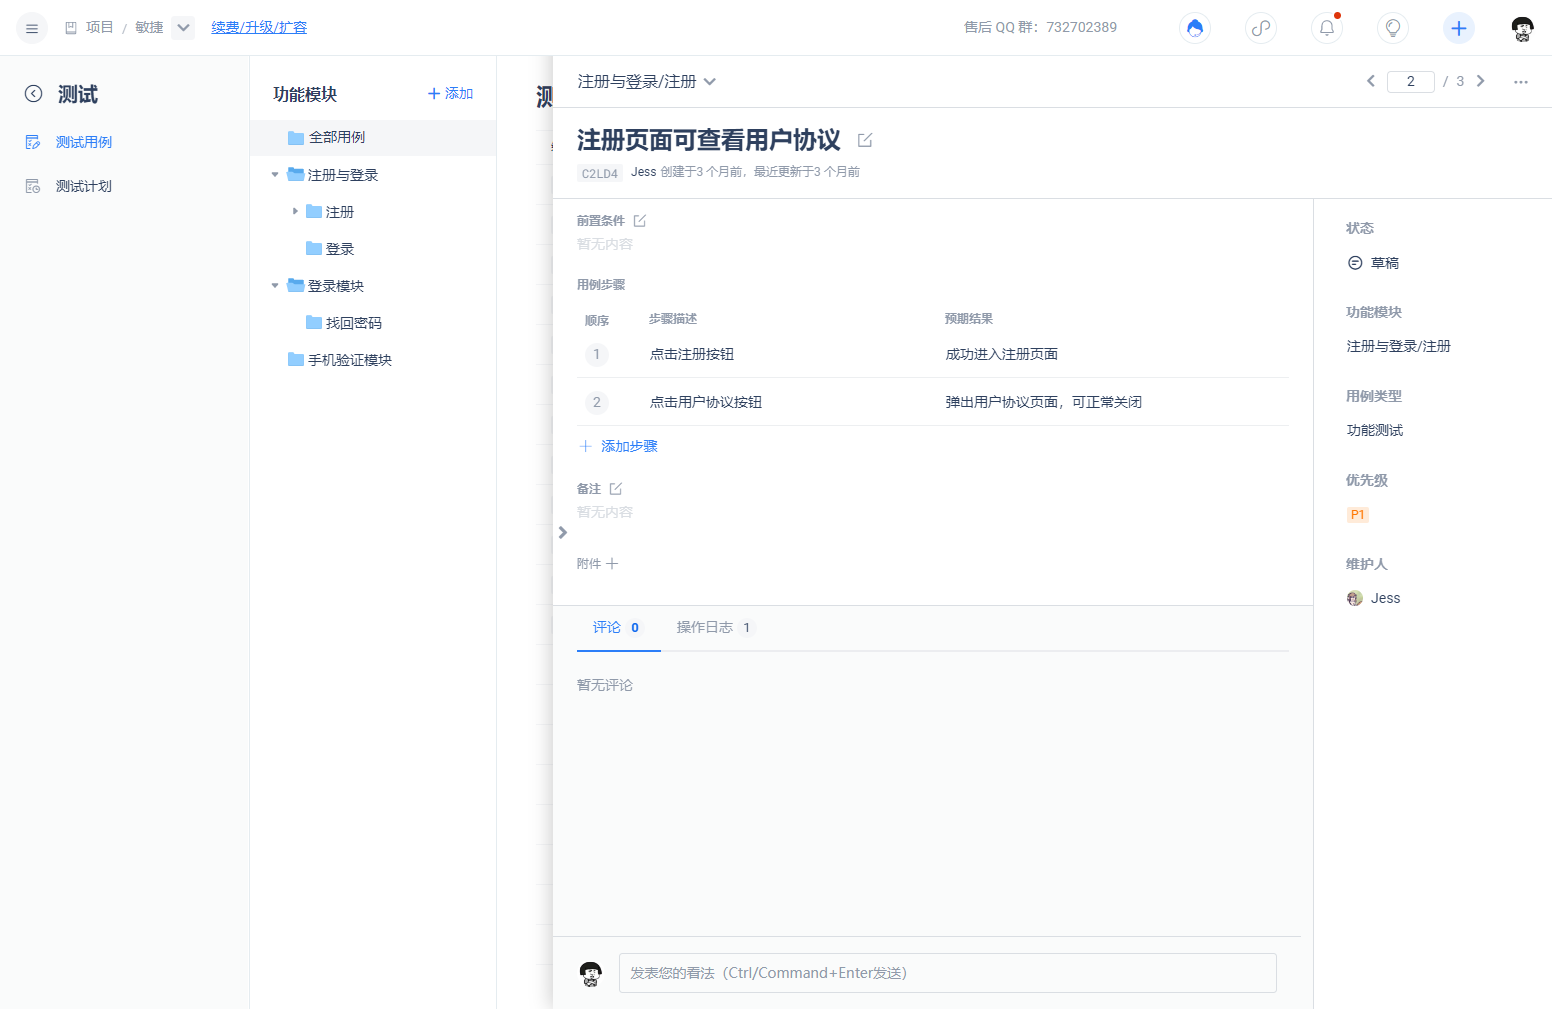 项目 / 敏捷
续费/升级/扩容
售后 QQ 群：732702389
测试
测试用例
测试计划
功能模块
添加
全部用例
注册与登录
注册
登录
登录模块
找回密码
手机验证模块
测
注册与登录/注册
2 / 3
注册页面可查看用户协议
C2LD4 Jess 创建于3 个月前，最近更新于3 个月前
前置条件
暂无内容
用例步骤
顺序 步骤描述 预期结果
1 点击注册按钮 成功进入注册页面
2 点击用户协议按钮 弹出用户协议页面，可正常关闭
添加步骤
备注
暂无内容
附件
评论 0 操作日志 1
暂无评论
发表您的看法（Ctrl/Command+Enter发送）
状态
草稿
功能模块
注册与登录/注册
用例类型
功能测试
优先级
P1
维护人
Jess